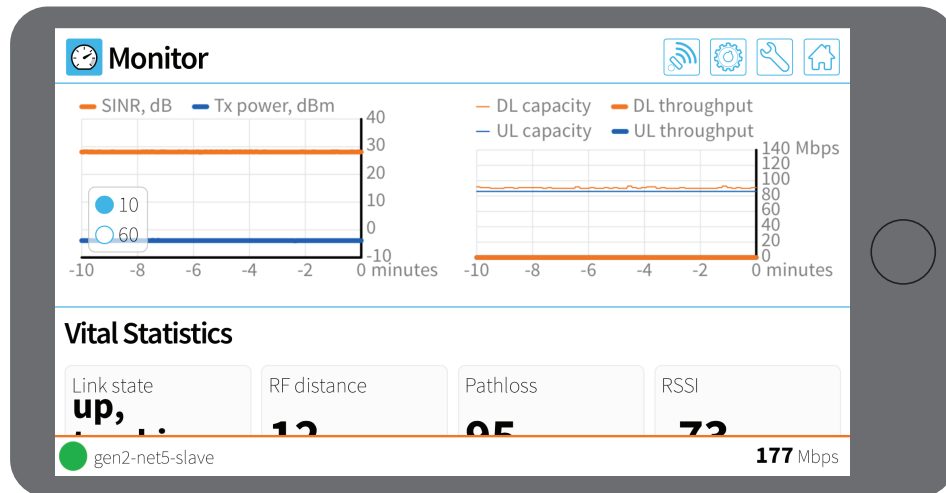 Monitor
SINR, dB Tx power, dBm
40
30
20
10
0
-10
10
60
-10 -8 -6 -4 -2 0 minutes
DL capacity DL throughput
UL capacity UL throughput
140 Mbps
120
100
80
60
40
20
0
-10 -8 -6 -4 -2 0 minutes
Vital Statistics
Link state RF distance Pathloss RSSI
up,
gen2-net5-slave 177 Mbps